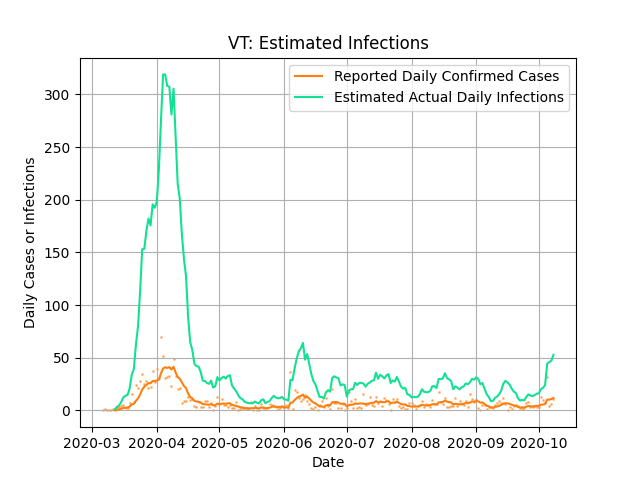 VT: Estimated Infections
Reported Daily Confirmed Cases
Estimated Actual Daily Infections
Daily Cases or Infections
300
250
200
150
100
50
0
2020-03 2020-04 2020-05 2020-06 2020-07 2020-08 2020-09 2020-10
Date